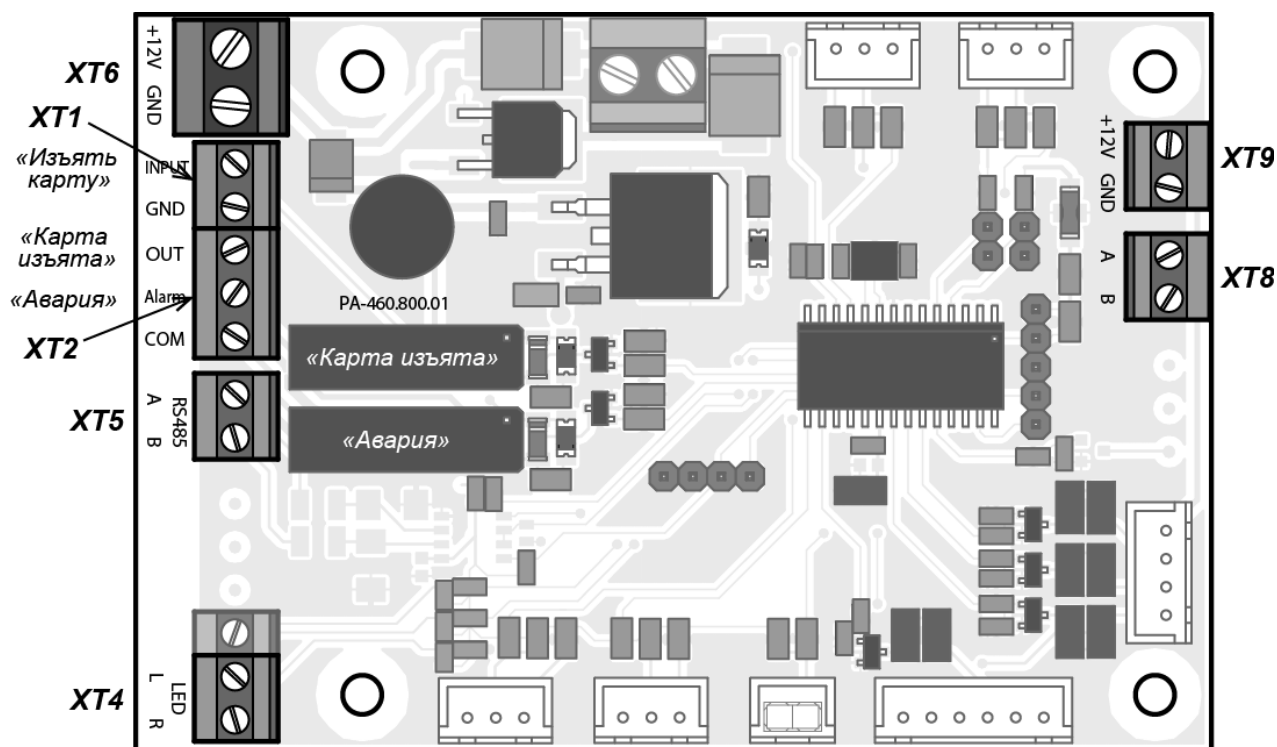 XT6
+12V
GND
XT1
«Изъять
карту»
INPUT
GND
«Карта
изъята»
OUT
«Авария»
Alarm
XT2
COM
XT5
A
B
RS485
XT4
L
R
LED
PA-460.800.01
«Карта изъята»
«Авария»
+12V
GND
XT9
A
B
XT8